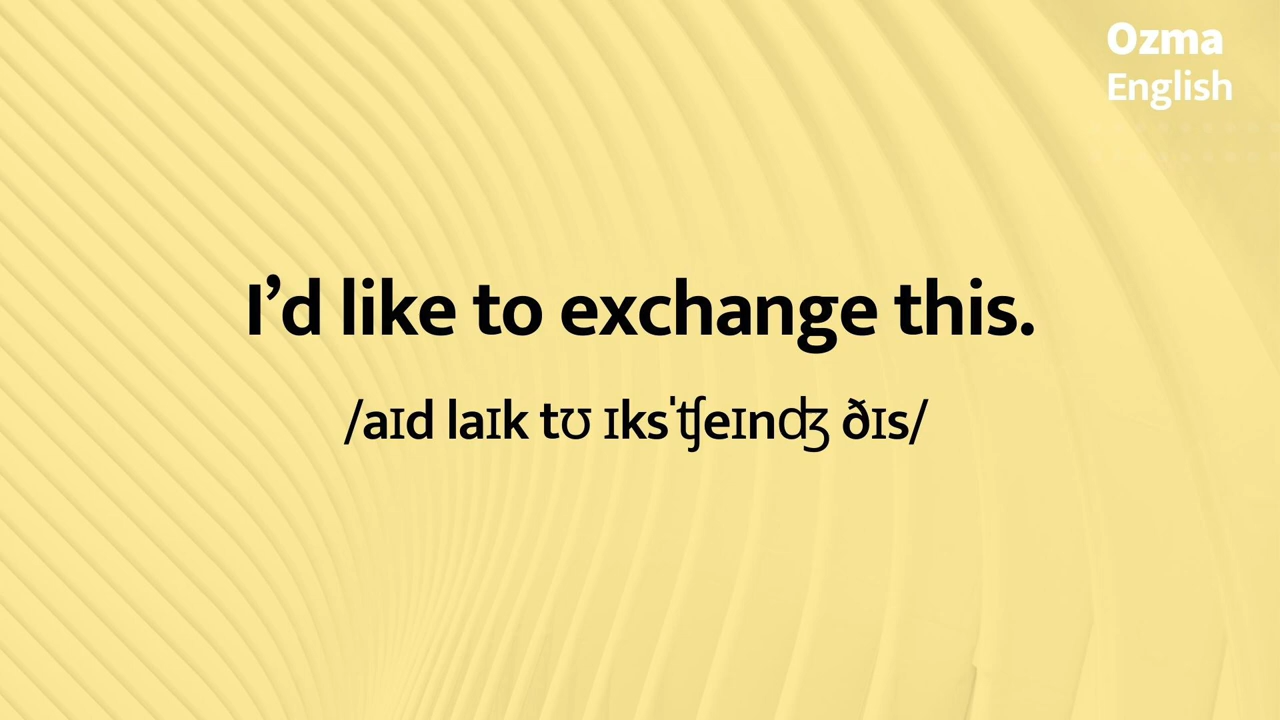 Ozma
English
I’d like to exchange this.
/aɪd laɪk tʊ ɪksˈʧeɪnʤ ðɪs/